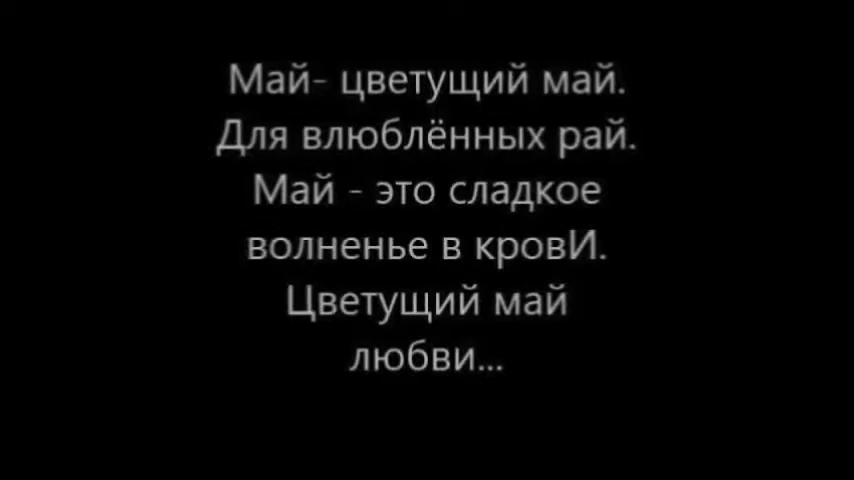 Май- цветущий май.
Для влюблённых рай.
Май - это сладкое
волненье в кровИ.
Цветущий май
любви...